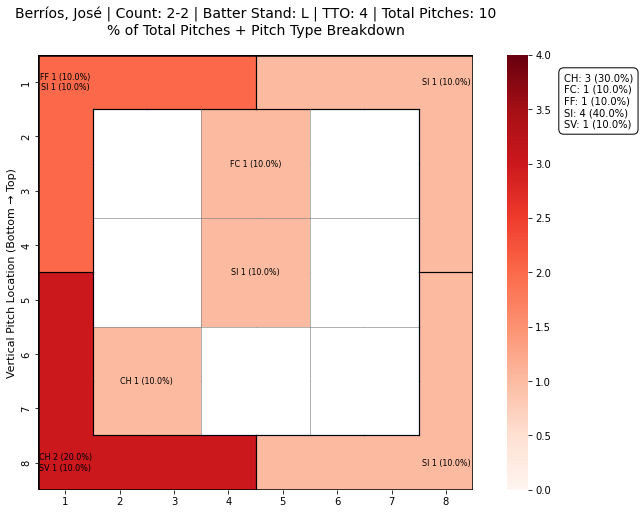 Berríos, José | Count: 2-2 | Batter Stand: L | TTO: 4 | Total Pitches: 10
% of Total Pitches + Pitch Type Breakdown
FF 1 (10.0%)
SI 1 (10.0%)
SI 1 (10.0%)
FC 1 (10.0%)
SI 1 (10.0%)
CH 1 (10.0%)
CH 2 (20.0%)
SV 1 (10.0%)
SI 1 (10.0%)
Vertical Pitch Location (Bottom → Top)
1
2
3
4
5
6
7
8
1
2
3
4
5
6
7
8
4.0
3.5
3.0
2.5
2.0
1.5
1.0
0.5
0.0
CH: 3 (30.0%)
FC: 1 (10.0%)
FF: 1 (10.0%)
SI: 4 (40.0%)
SV: 1 (10.0%)